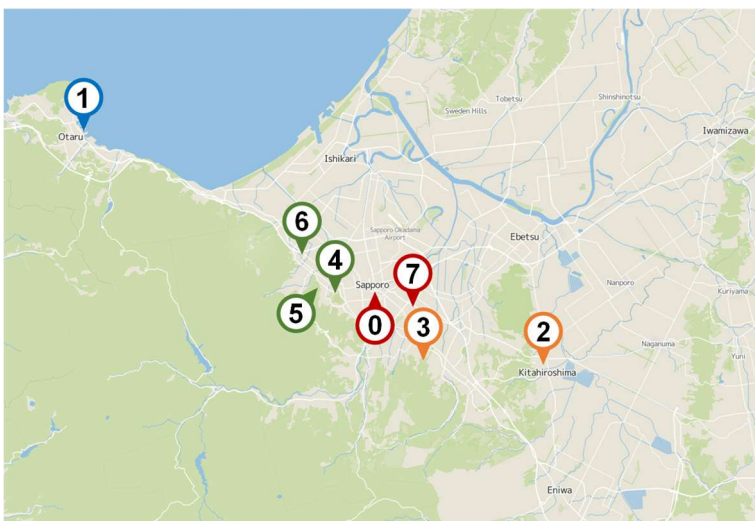 1
Otaru
Tobetsu
Sweden Hills
Shinshinotsu
Iwamizawa
Ishikari
6
Sapporo Okadama
Airport
Ebetsu
4
7
Sapporo
Nanporo
Kuriyama
5
0
3
2
Naganuma
Yuni
Kitahiroshima
Eniwa